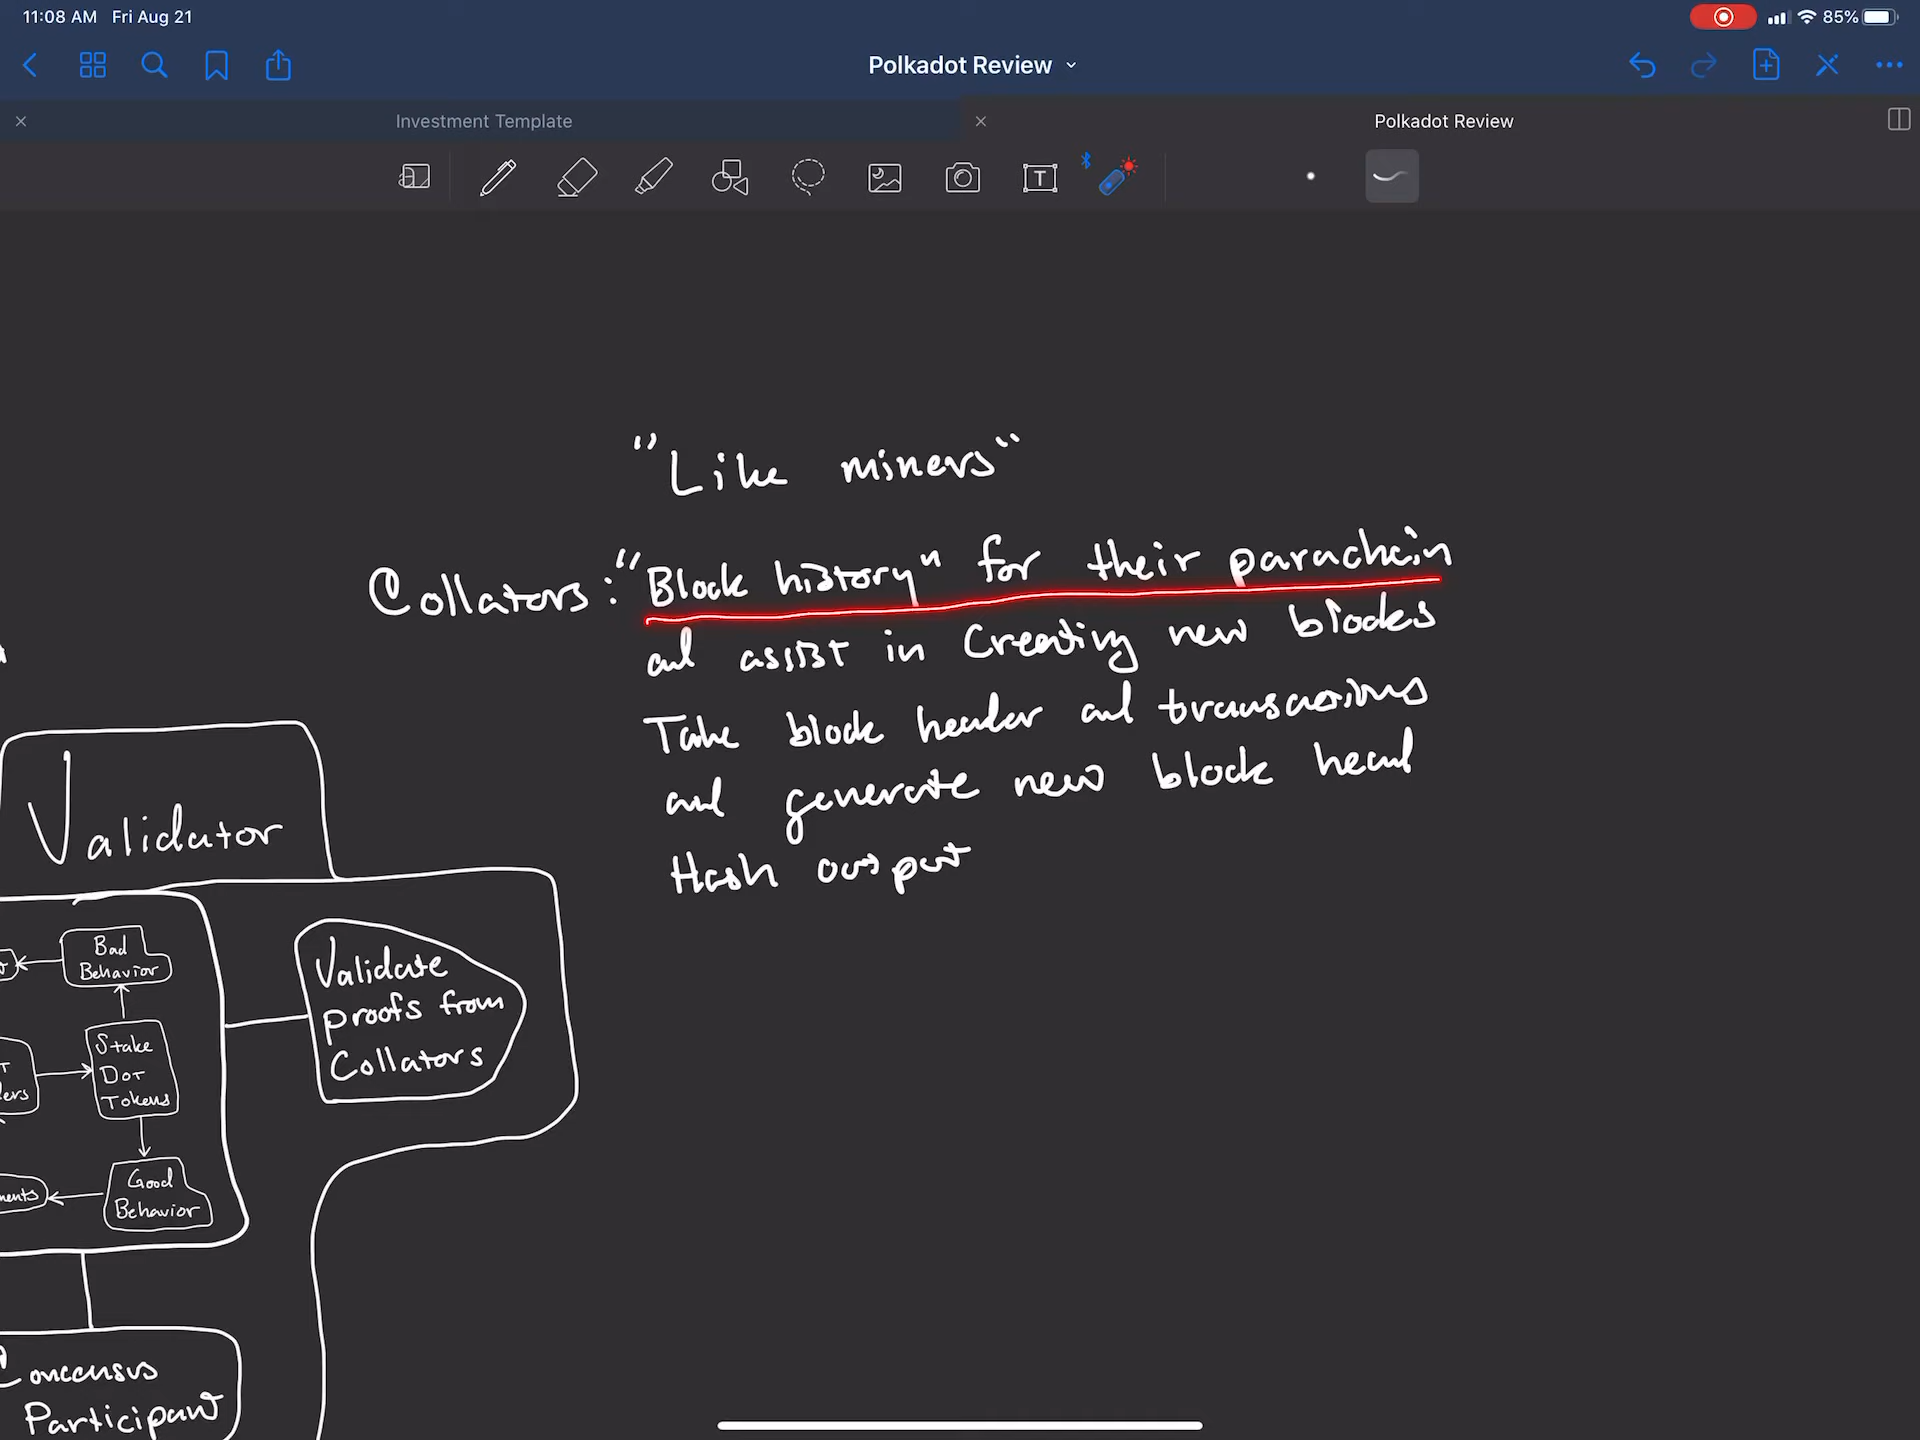 11:08 AM Fri Aug 21
85%
Polkadot Review
Investment Template
Polkadot Review
T
"Like miners"
Collators: "Block history" for their parachain
and assist in Creating new blocks
Take block header and transactions
and generate new block head
Hash output
Validator
Bad
Behavior
Stake
Dot
Tokens
Good
Behavior
Validate
proofs from
Collators
Concensus
Participant